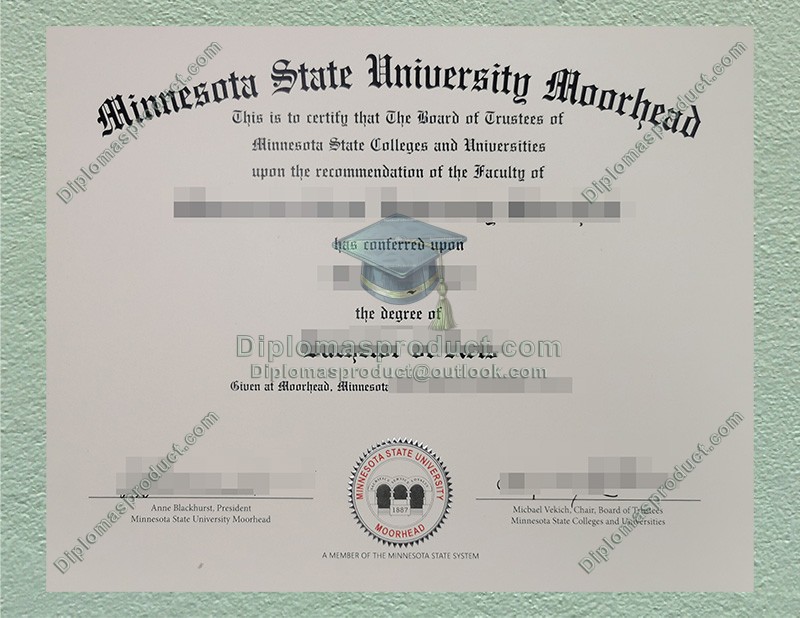 Minnesota State University Moorhead
This is to certify that The Board of Trustees of
Minnesota State Colleges and Universities
upon the recommendation of the Faculty of
has conferred upon
the degree of
Diplomasproduct.com
Diplomasproduct@outlook.com
Given at Moorhead, Minnesota
Anne Blackhurst, President
Minnesota State University Moorhead
MINNESOTA STATE UNIVERSITY
1887
MOORHEAD
Michael Vekich, Chair, Board of Trustees
Minnesota State Colleges and Universities
A MEMBER OF THE MINNESOTA STATE SYSTEM
Diplomasproduct.com
Diplomasproduct.com
Diplomasproduct.com
Diplomasproduct.com